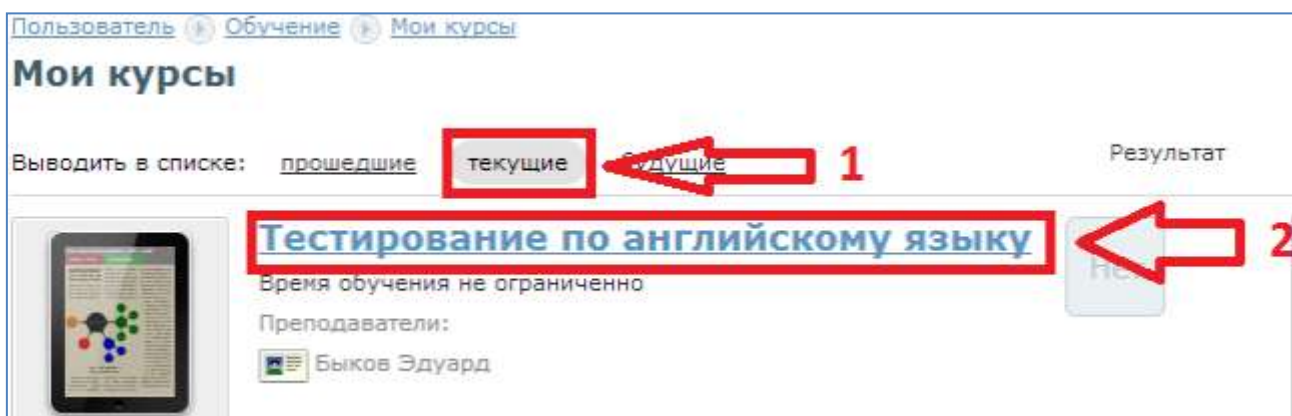 Пользователь Обучение Мои курсы
Мои курсы
Выводить в списке: прошедшие текущие будущие 1 Результат
Тестирование по английскому языку 2
Время обучения не ограниченно
Преподаватели:
Быков Эдуард